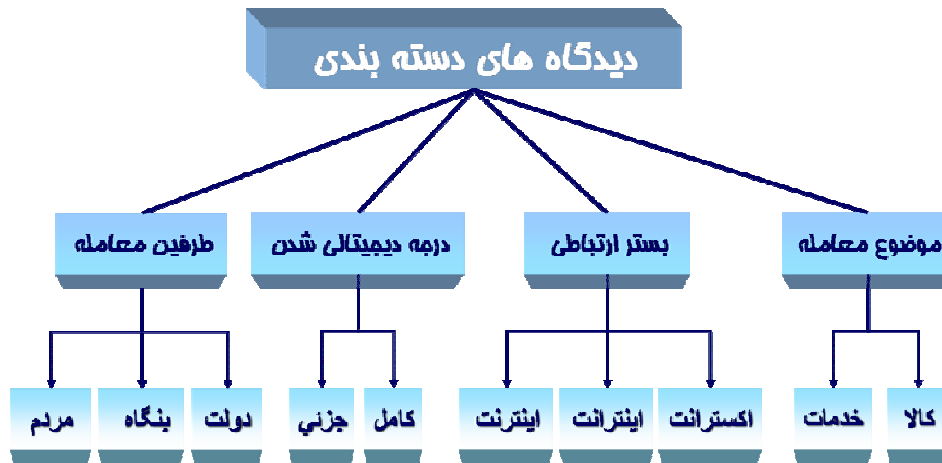 دیدگاه های دسته بندی
موضوع معامله
بستر ارتباطی
درجه دیجیتالی شدن
طرفین معامله
کالا
خدمات
اکسترانت
اینترانت
اینترنت
کامل
جزئي
دولت
بنگاه
مردم